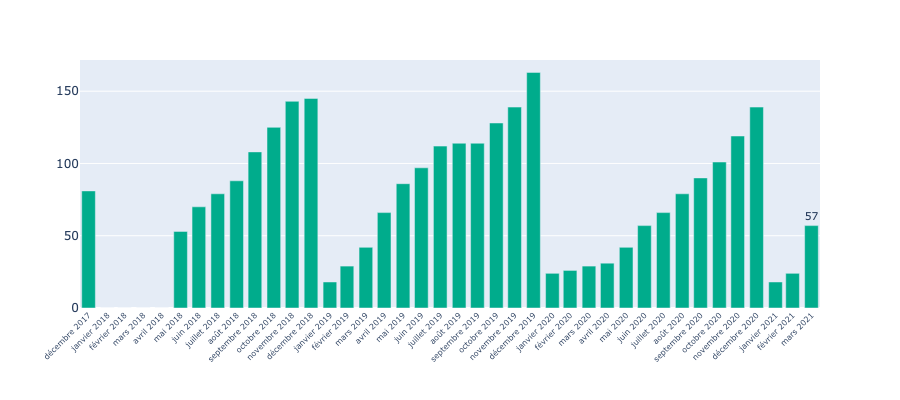 150
100
50
0
57
décembre 2017
janvier 2018
février 2018
mars 2018
avril 2018
mai 2018
juin 2018
juillet 2018
août 2018
septembre 2018
octobre 2018
novembre 2018
décembre 2018
janvier 2019
février 2019
mars 2019
avril 2019
mai 2019
juin 2019
juillet 2019
août 2019
septembre 2019
octobre 2019
novembre 2019
décembre 2019
janvier 2020
février 2020
mars 2020
avril 2020
mai 2020
juin 2020
juillet 2020
août 2020
septembre 2020
octobre 2020
novembre 2020
décembre 2020
janvier 2021
février 2021
mars 2021